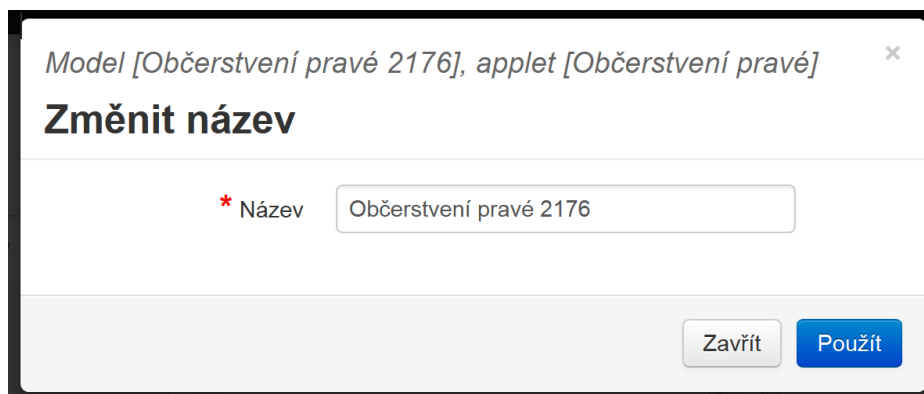 Model [Občerstvení pravé 2176], applet [Občerstvení pravé]
×
Změnit název
* Název
Občerstvení pravé 2176
Zavřít
Použít